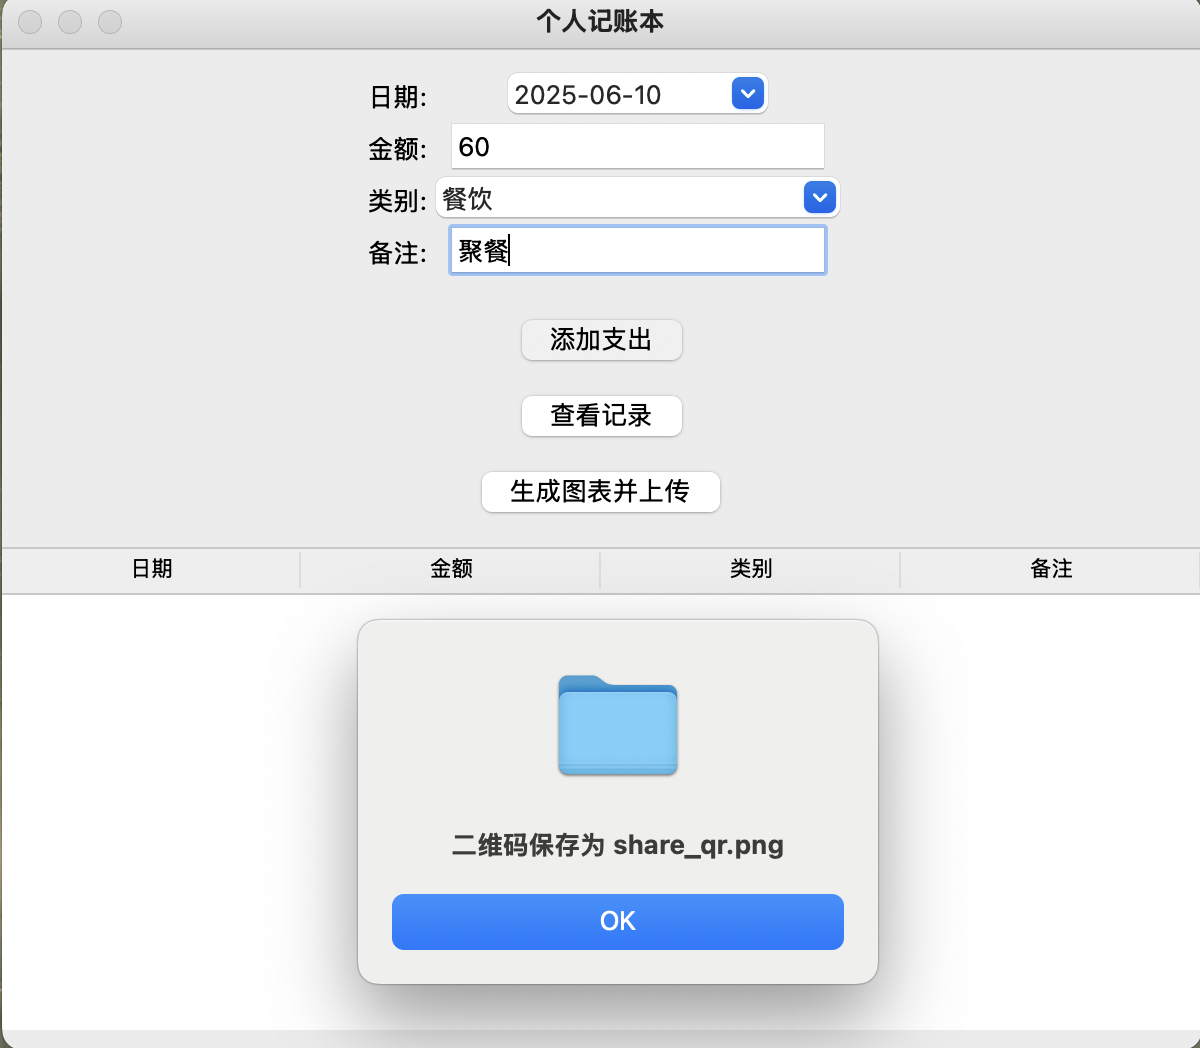 个人记账本
日期: 2025-06-10
金额: 60
类别: 餐饮
备注: 聚餐
添加支出
查看记录
生成图表并上传
日期 金额 类别 备注
二维码保存为 share_qr.png
OK